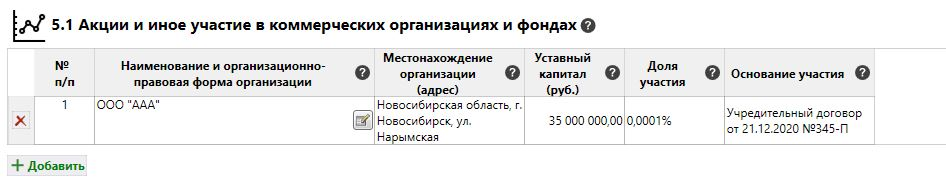 5.1 Акции и иное участие в коммерческих организациях и фондах ?
№
п/п
Наименование и организационно-
правовая форма организации ?
Местонахождение
организации
(адрес) ?
Уставный
капитал
(руб.) ?
Доля
участия ?
Основание участия ?
1
ООО "ААА"
Новосибирская область, г.
Новосибирск, ул.
Нарымская
35 000 000,00
0,0001%
Учредительный договор
от 21.12.2020 №345-П
+ Добавить